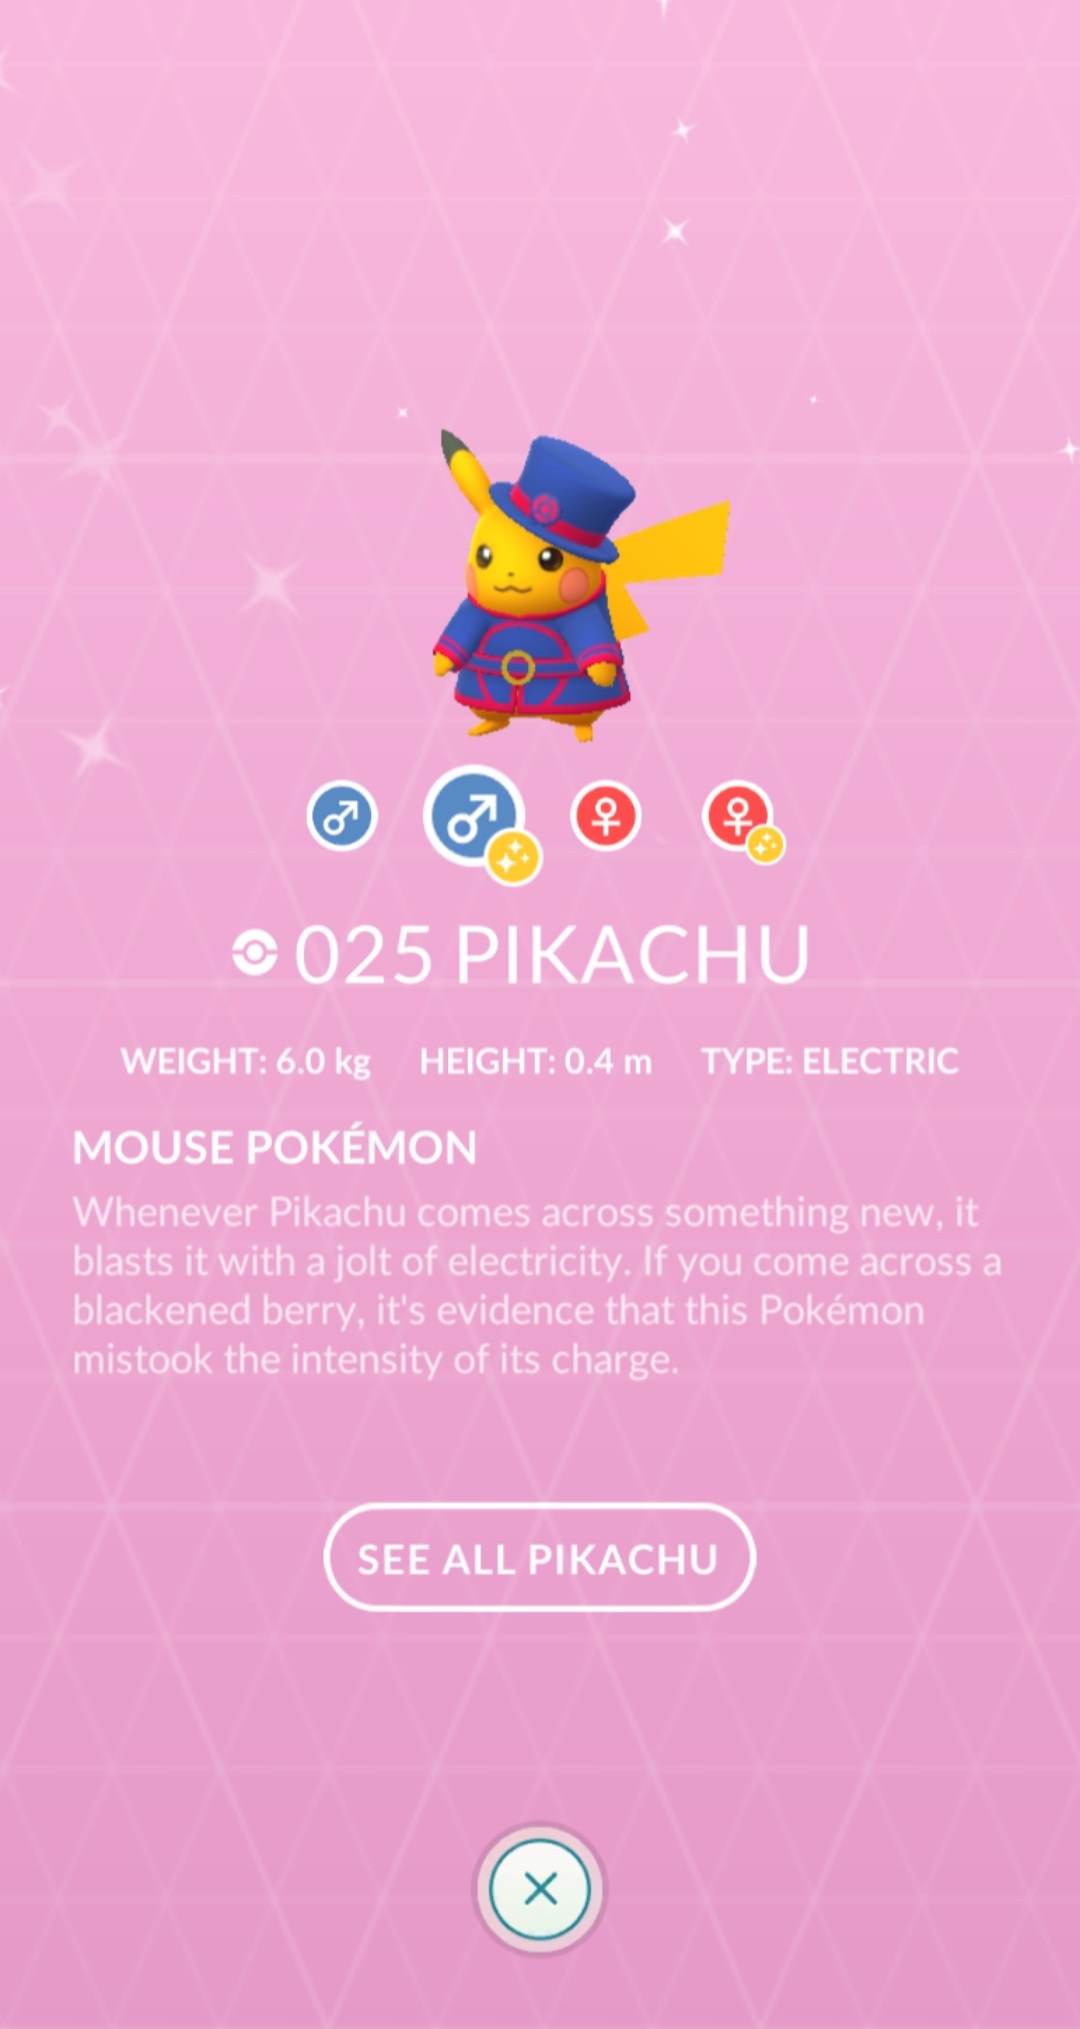 025 PIKACHU
WEIGHT: 6.0 kg HEIGHT: 0.4 m TYPE: ELECTRIC
MOUSE POKÉMON
Whenever Pikachu comes across something new, it
blasts it with a jolt of electricity. If you come across a
blackened berry, it's evidence that this Pokémon
mistook the intensity of its charge.
SEE ALL PIKACHU